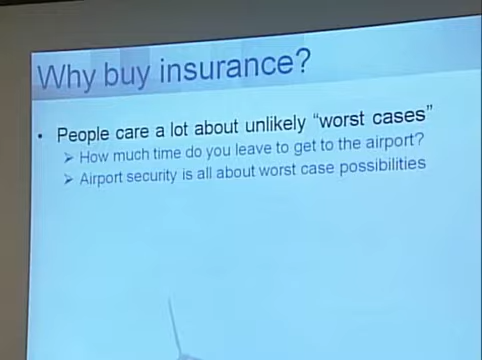 Why buy insurance?
• People care a lot about unlikely “worst cases”
➢ How much time do you leave to get to the airport?
➢ Airport security is all about worst case possibilities